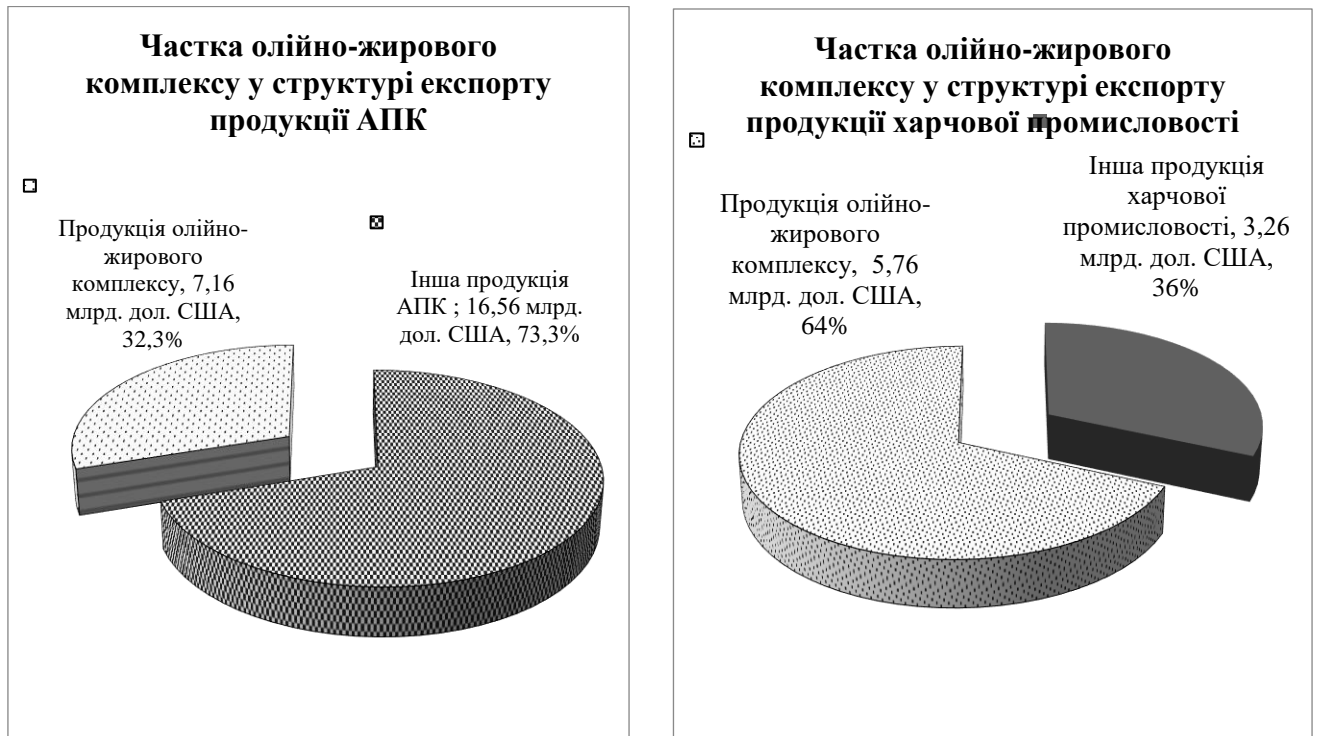 Частка олійно-жирового
комплексу у структурі експорту
продукції АПК
Продукція олійно-
жирового
комплексу, 7,16
млрд. дол. США,
32,3%
Інша продукція
АПК ; 16,56 млрд.
дол. США, 73,3%
Частка олійно-жирового
комплексу у структурі експорту
продукції харчової промисловості
Продукція олійно-
жирового
комплексу, 5,76
млрд. дол. США,
64%
Інша продукція
харчової
промисловості, 3,26
млрд. дол. США,
36%